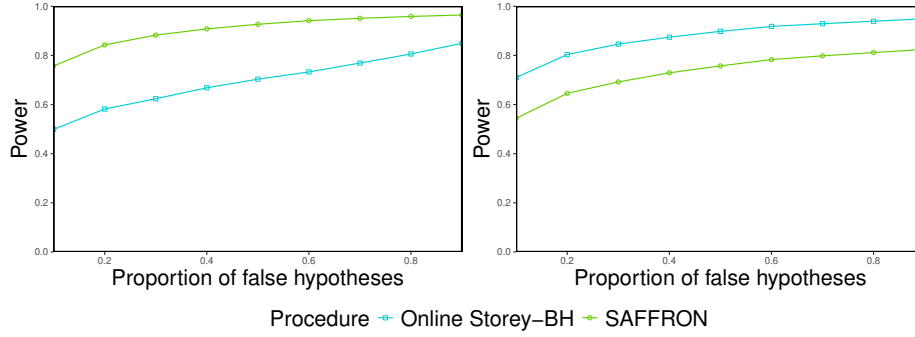 1.0
0.8
0.6
0.4
0.2
0.0
Power
0.2 0.4 0.6 0.8
Proportion of false hypotheses
1.0
0.8
0.6
0.4
0.2
0.0
Power
0.2 0.4 0.6 0.8
Proportion of false hypotheses
Procedure Online Storey−BH SAFFRON